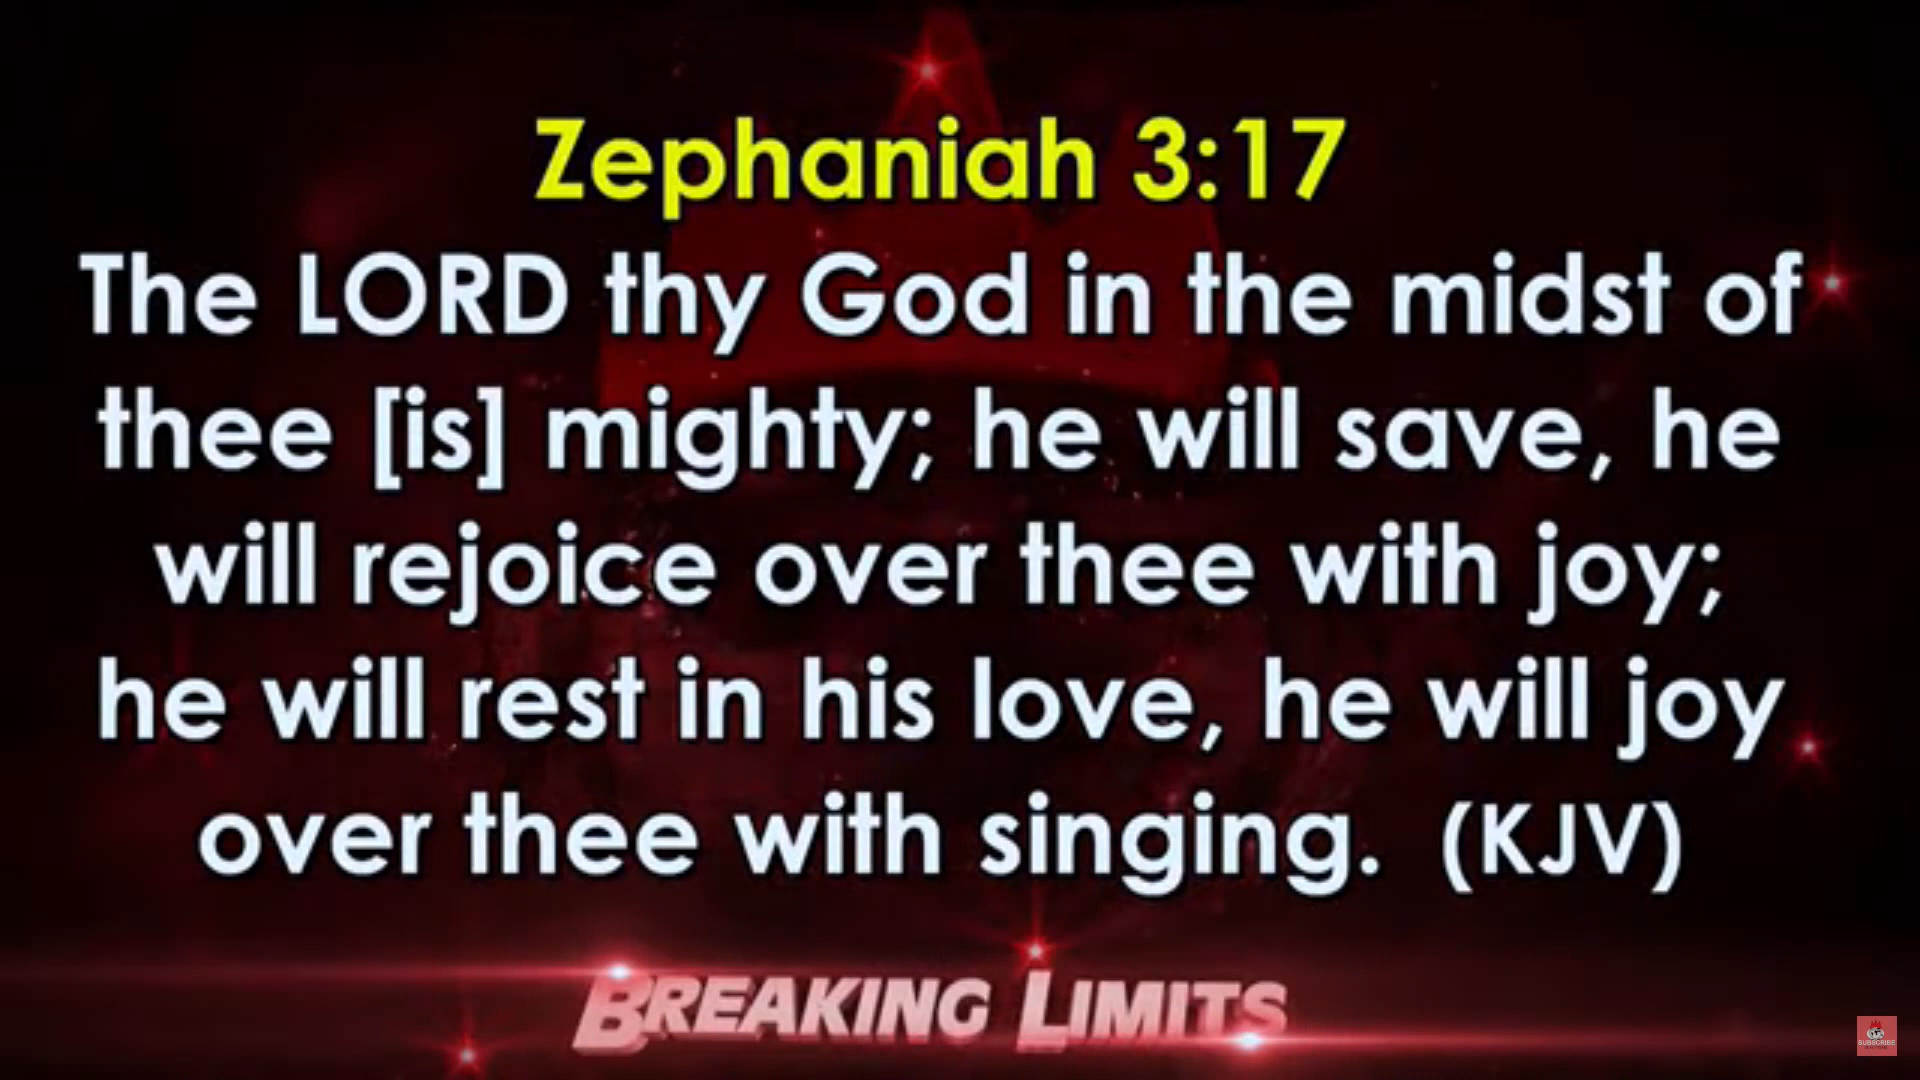 Zephaniah 3:17
The LORD thy God in the midst of
thee [is] mighty; he will save, he
will rejoice over thee with joy;
he will rest in his love, he will joy
over thee with singing. (KJV)
BREAKING LIMITS
SUBSCRIBE